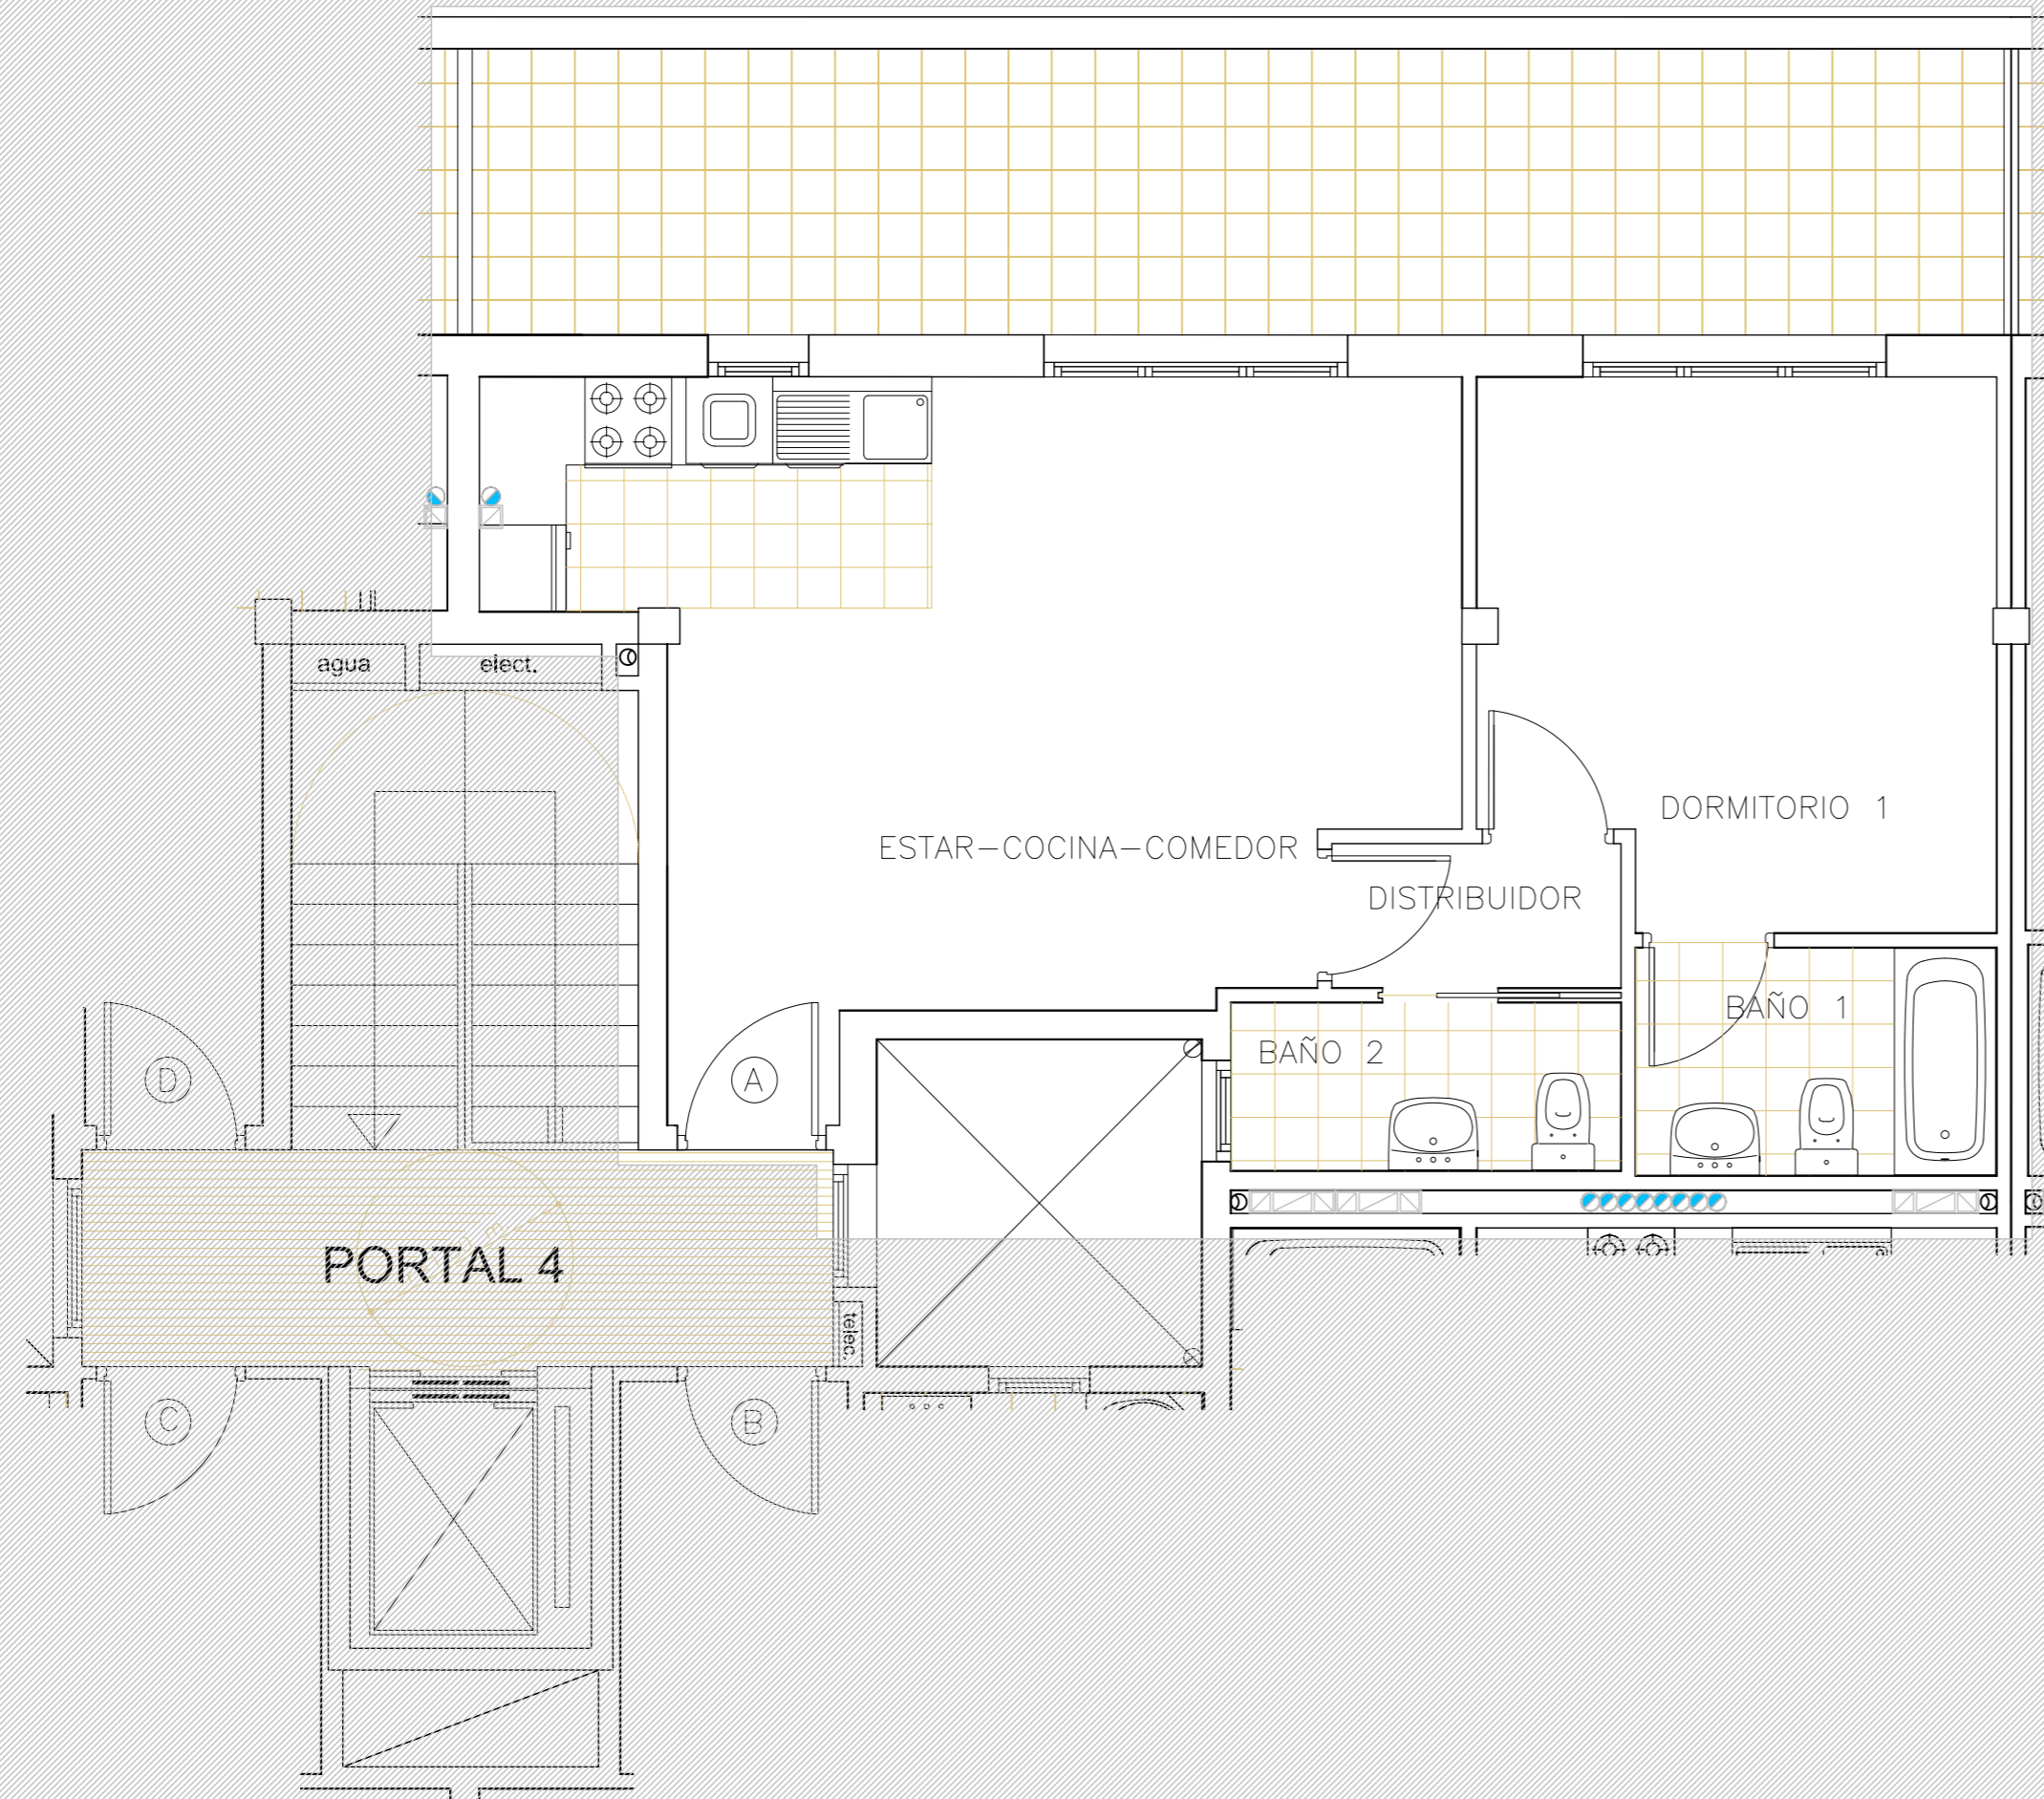 agua
elect.
DORMITORIO 1
ESTAR-COCINA-COMEDOR
DISTRIBUIDOR
BAÑO 1
BAÑO 2
D
A
PORTAL 4
telec.
C
B